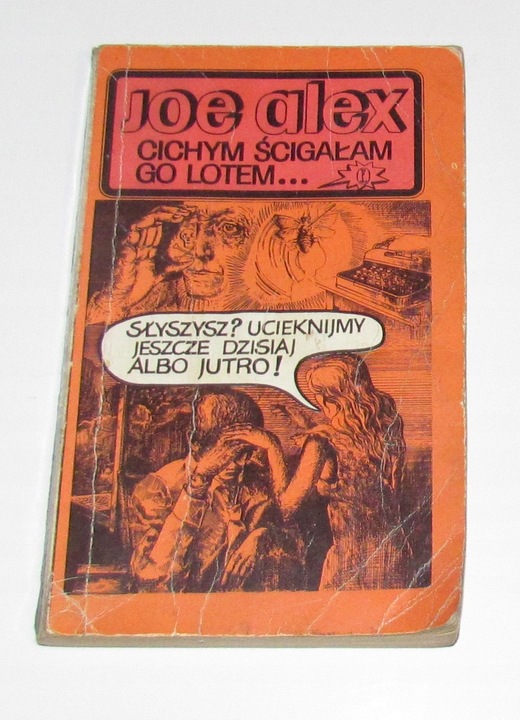 Joe alex
CICHYM ŚCIGAŁAM
GO LOTEM...
SŁYSZYSZ? UCIEKNIJMY
JESZCZE DZISIAJ
ALBO JUTRO!